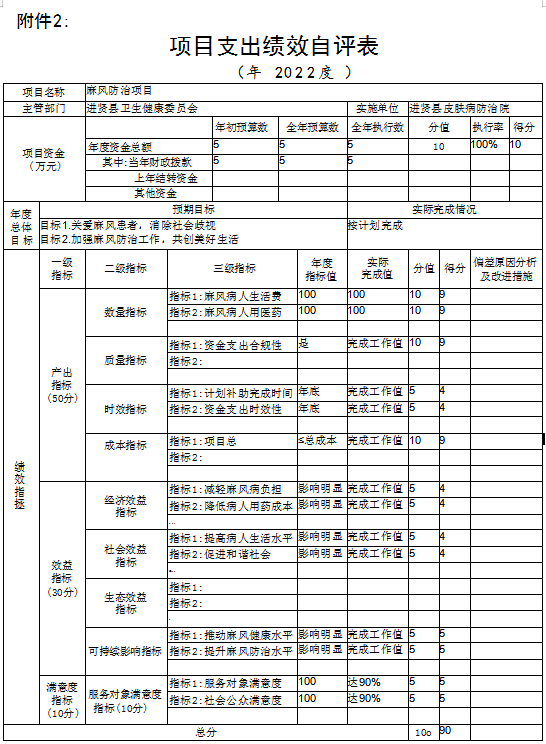 附件2:
项目支出绩效自评表
（年 2022度 ）
项目名称 麻风防治项目
主管部门 进贤县卫生健康委员会 实施单位 进贤县皮肤病防治院
项目资金（万元） 年初预算数 全年预算数 全年执行数 分值 执行率 得分
年度资金总额 5 5 5 10 100% 10
其中:当年财政拨款 5 5 5
上年结转资金
其他资金
年度总体目标 预期目标 实际完成情况
目标1.关爱麻风患者，消除社会歧视 按计划完成
目标2.加强麻风防治工作，共创美好生活
绩效指标 一级指标 二级指标 三级指标 年度指标值 实际完成值 分值 得分 偏差原因分析及改进措施
产出指标(50分) 数量指标 指标1:麻风病人生活费 100 100 10 9
指标2:麻风病人用医药 100 100 10 9
质量指标 指标1:资金支出合规性 是 完成工作值 10 9
指标2:
时效指标 指标1:计划补助完成时间 年底 完成工作值 5 4
指标2:资金支出时效性 年底 完成工作值 5 4
成本指标 指标1:项目总 ≤总成本 完成工作值 10 9
指标2:
效益指标(30分) 经济效益指标 指标1:减轻麻风病负担 影响明显 完成工作值 5 4
指标2:降低病人用药成本 影响明显 完成工作值 5 4
…
社会效益指标 指标1:提高病人生活水平 影响明显 完成工作值 5 4
指标2:促进和谐社会 影响明显 完成工作值 5 4
生态效益指标 指标1:
指标2:
可持续影响指标 指标1:推动麻风健康水平 影响明显 完成工作值 5 5
指标2:提升麻风防治水平 影响明显 完成工作值 5 5
满意度指标(10分) 服务对象满意度指标(10分) 指标1:服务对象满意度 100 达90% 5 5
指标2:社会公众满意度 100 达90% 5 5
总分 10o 90